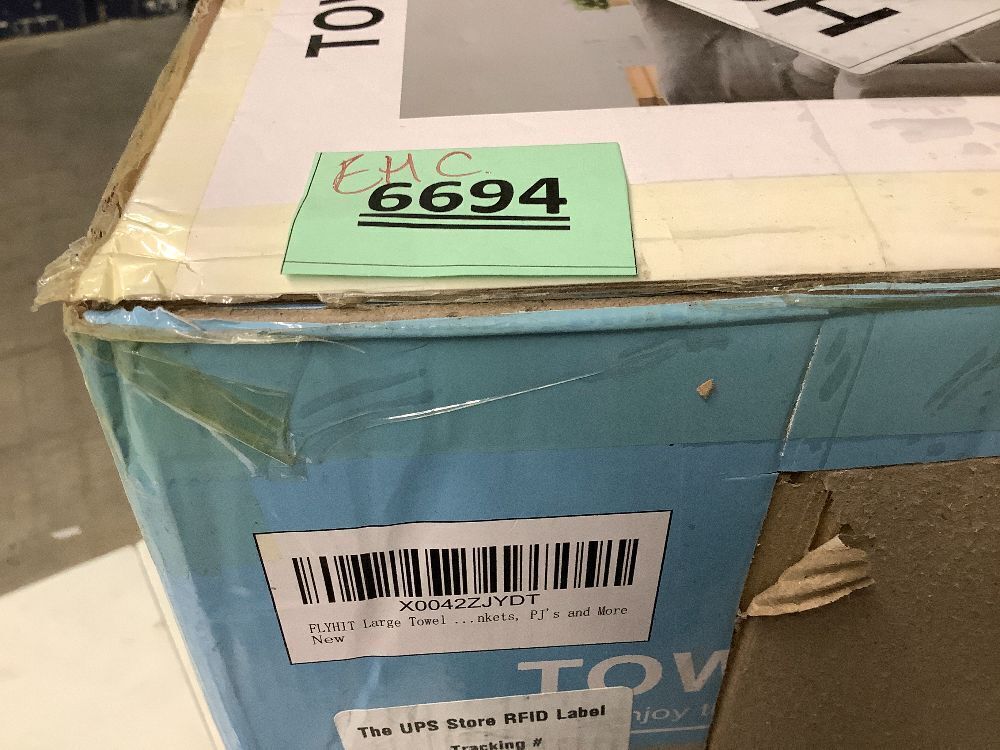 TOW
H
EHC
6694
X0042ZJYDT
FLYHIT Large Towel ...nkets, PJ's and More
New
TOW
njoy
The UPS Store RFID Label
Tracking #